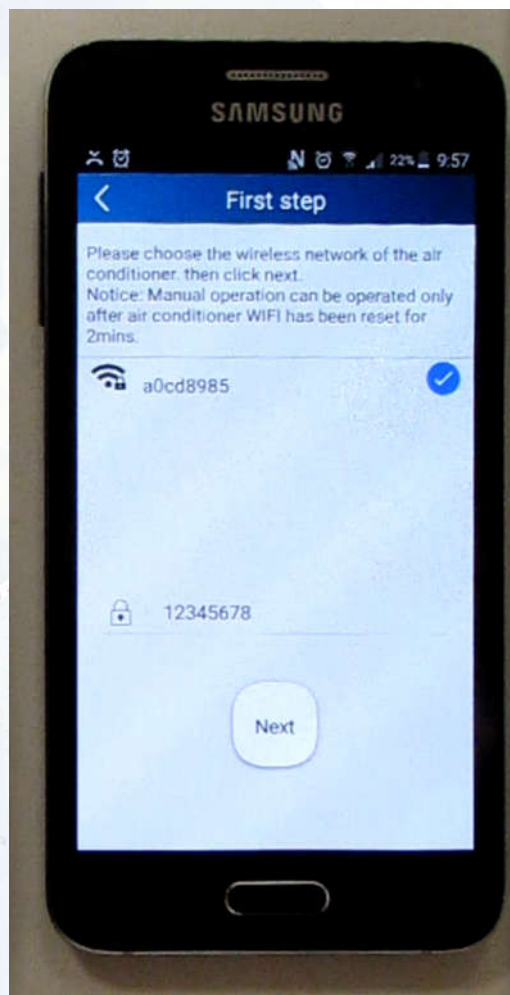 SAMSUNG
22% 9:57
First step
Please choose the wireless network of the air
conditioner. then click next.
Notice: Manual operation can be operated only
after air conditioner WIFI has been reset for
2mins.
a0cd8985
12345678
Next